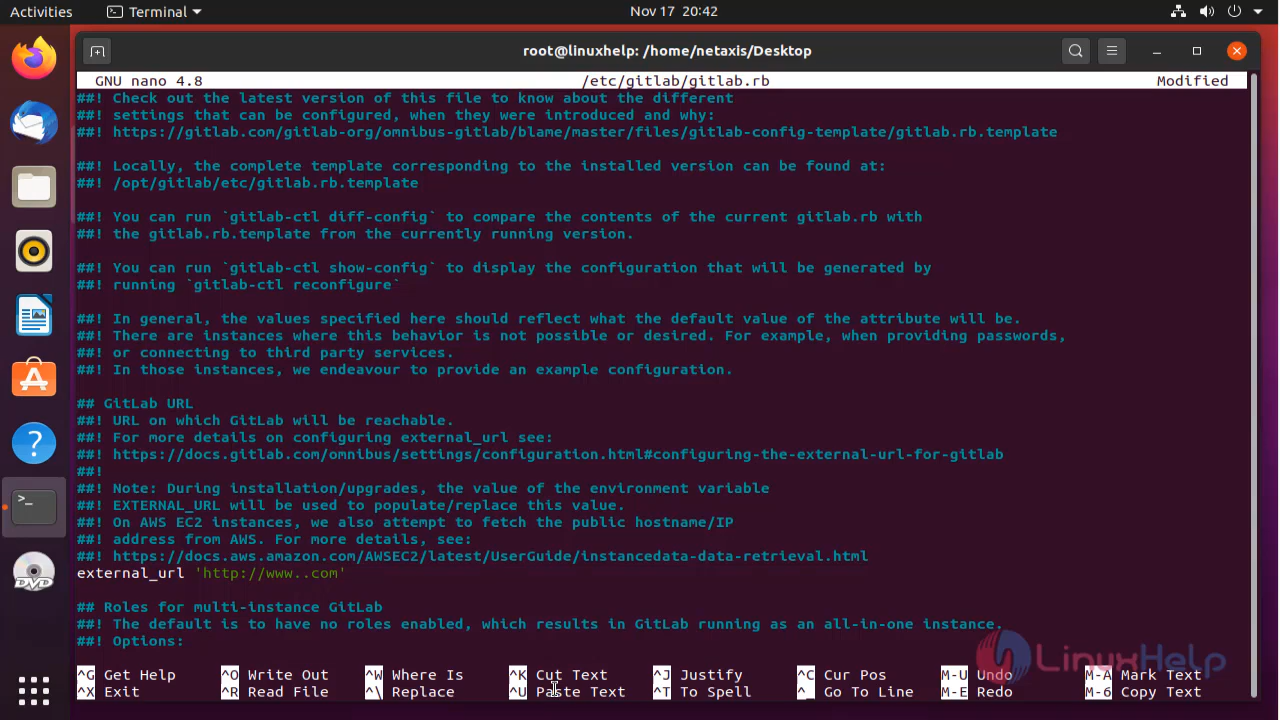 Activities Terminal Nov 17 20:42
root@linuxhelp: /home/netaxis/Desktop
GNU nano 4.8 /etc/gitlab/gitlab.rb Modified
##! Check out the latest version of this file to know about the different
##! settings that can be configured, when they were introduced and why:
##! https://gitlab.com/gitlab-org/omnibus-gitlab/blame/master/files/gitlab-config-template/gitlab.rb.template
##! Locally, the complete template corresponding to the installed version can be found at:
##! /opt/gitlab/etc/gitlab.rb.template
##! You can run `gitlab-ctl diff-config` to compare the contents of the current gitlab.rb with
##! the gitlab.rb.template from the currently running version.
##! You can run `gitlab-ctl show-config` to display the configuration that will be generated by
##! running `gitlab-ctl reconfigure`
##! In general, the values specified here should reflect what the default value of the attribute will be.
##! There are instances where this behavior is not possible or desired. For example, when providing passwords,
##! or connecting to third party services.
##! In those instances, we endeavour to provide an example configuration.
## GitLab URL
##! URL on which GitLab will be reachable.
##! For more details on configuring external_url see:
##! https://docs.gitlab.com/omnibus/settings/configuration.html#configuring-the-external-url-for-gitlab
##!
##! Note: During installation/upgrades, the value of the environment variable
##! EXTERNAL_URL will be used to populate/replace this value.
##! On AWS EC2 instances, we also attempt to fetch the public hostname/IP
##! address from AWS. For more details, see:
##! https://docs.aws.amazon.com/AWSEC2/latest/UserGuide/instancedata-data-retrieval.html
external_url 'http://www..com'
## Roles for multi-instance GitLab
##! The default is to have no roles enabled, which results in GitLab running as an all-in-one instance.
##! Options:
LinuxHelp
^G Get Help ^O Write Out ^W Where Is ^K Cut Text ^J Justify ^C Cur Pos M-U Undo M-A Mark Text
^X Exit ^R Read File ^\ Replace ^U Paste Text ^T To Spell ^_ Go To Line M-E Redo M-6 Copy Text
DVD